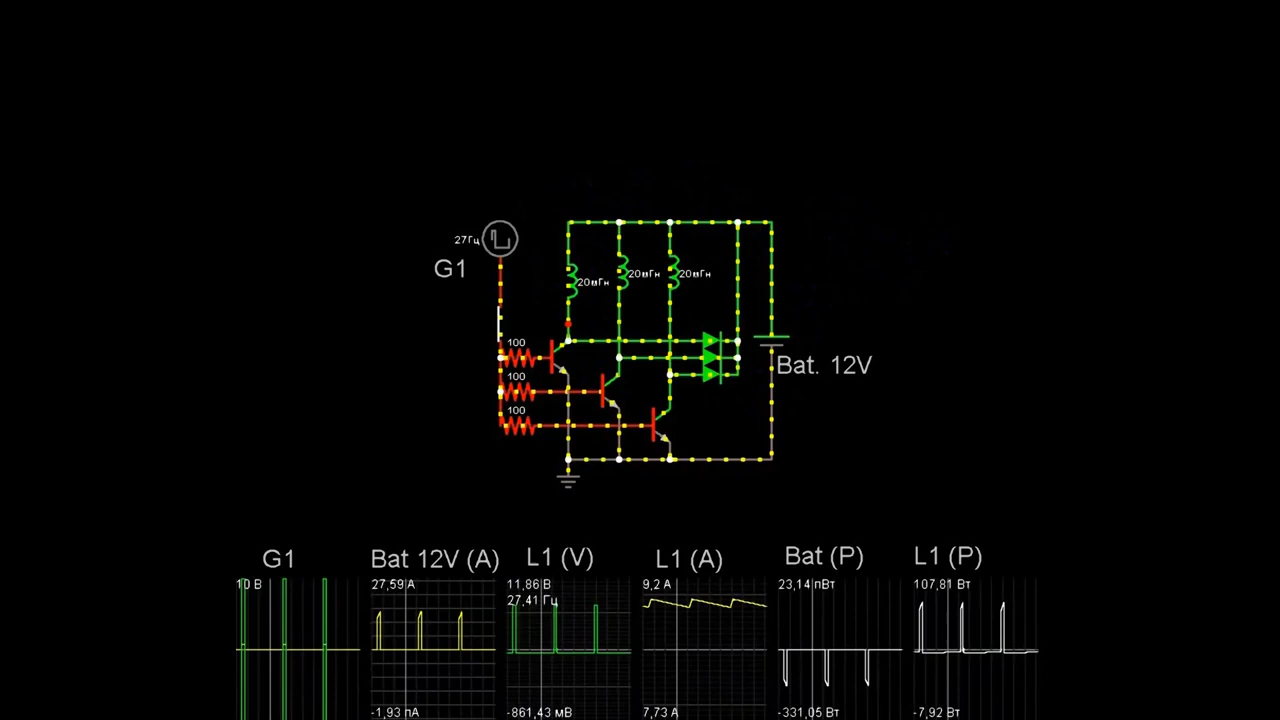 27Гц
G1
20мГн
20мГн
20мГн
100
100
100
Bat. 12V
G1
Bat 12V (A)
L1 (V)
L1 (A)
Bat (P)
L1 (P)
10 В
27,59 А
11,86 В
27,41 Гц
9,2 А
23,14 пВт
107,81 Вт
-1,93 пА
-861,43 мВ
7,73 А
-331,05 Вт
-7,92 Вт